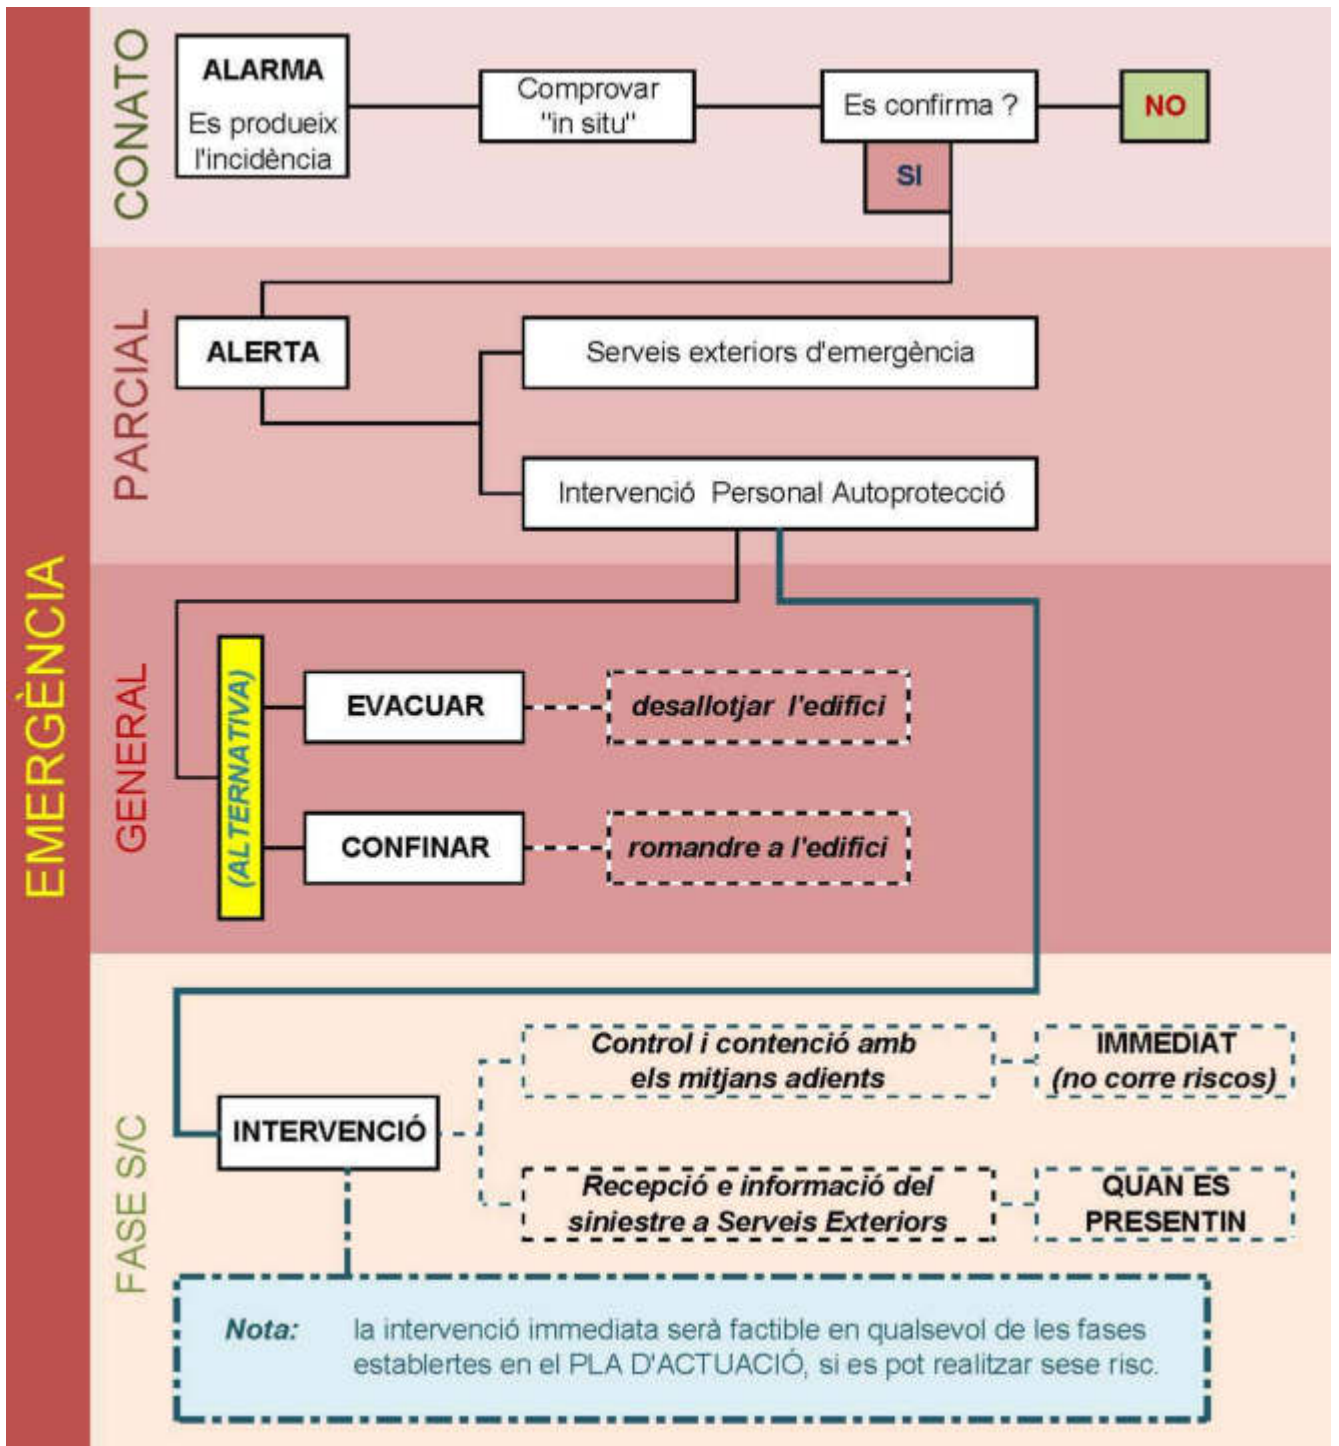 EMERGÈNCIA
CONATO
ALARMA
Es produeix
l'incidència
Comprovar
"in situ"
Es confirma ?
NO
SI
PARCIAL
ALERTA
Serveis exteriors d'emergència
Intervenció Personal Autoprotecció
GENERAL
(ALTERNATIVA)
EVACUAR
desallotjar l'edifici
CONFINAR
romandre a l'edifici
FASE S/C
INTERVENCIÓ
Control i contenció amb
els mitjans adients
IMMEDIAT
(no corre riscos)
Recepció e informació del
siniestre a Serveis Exteriors
QUAN ES
PRESENTIN
Nota: la intervenció immediata serà factible en qualsevol de les fases
establertes en el PLA D'ACTUACIÓ, si es pot realitzar sese risc.